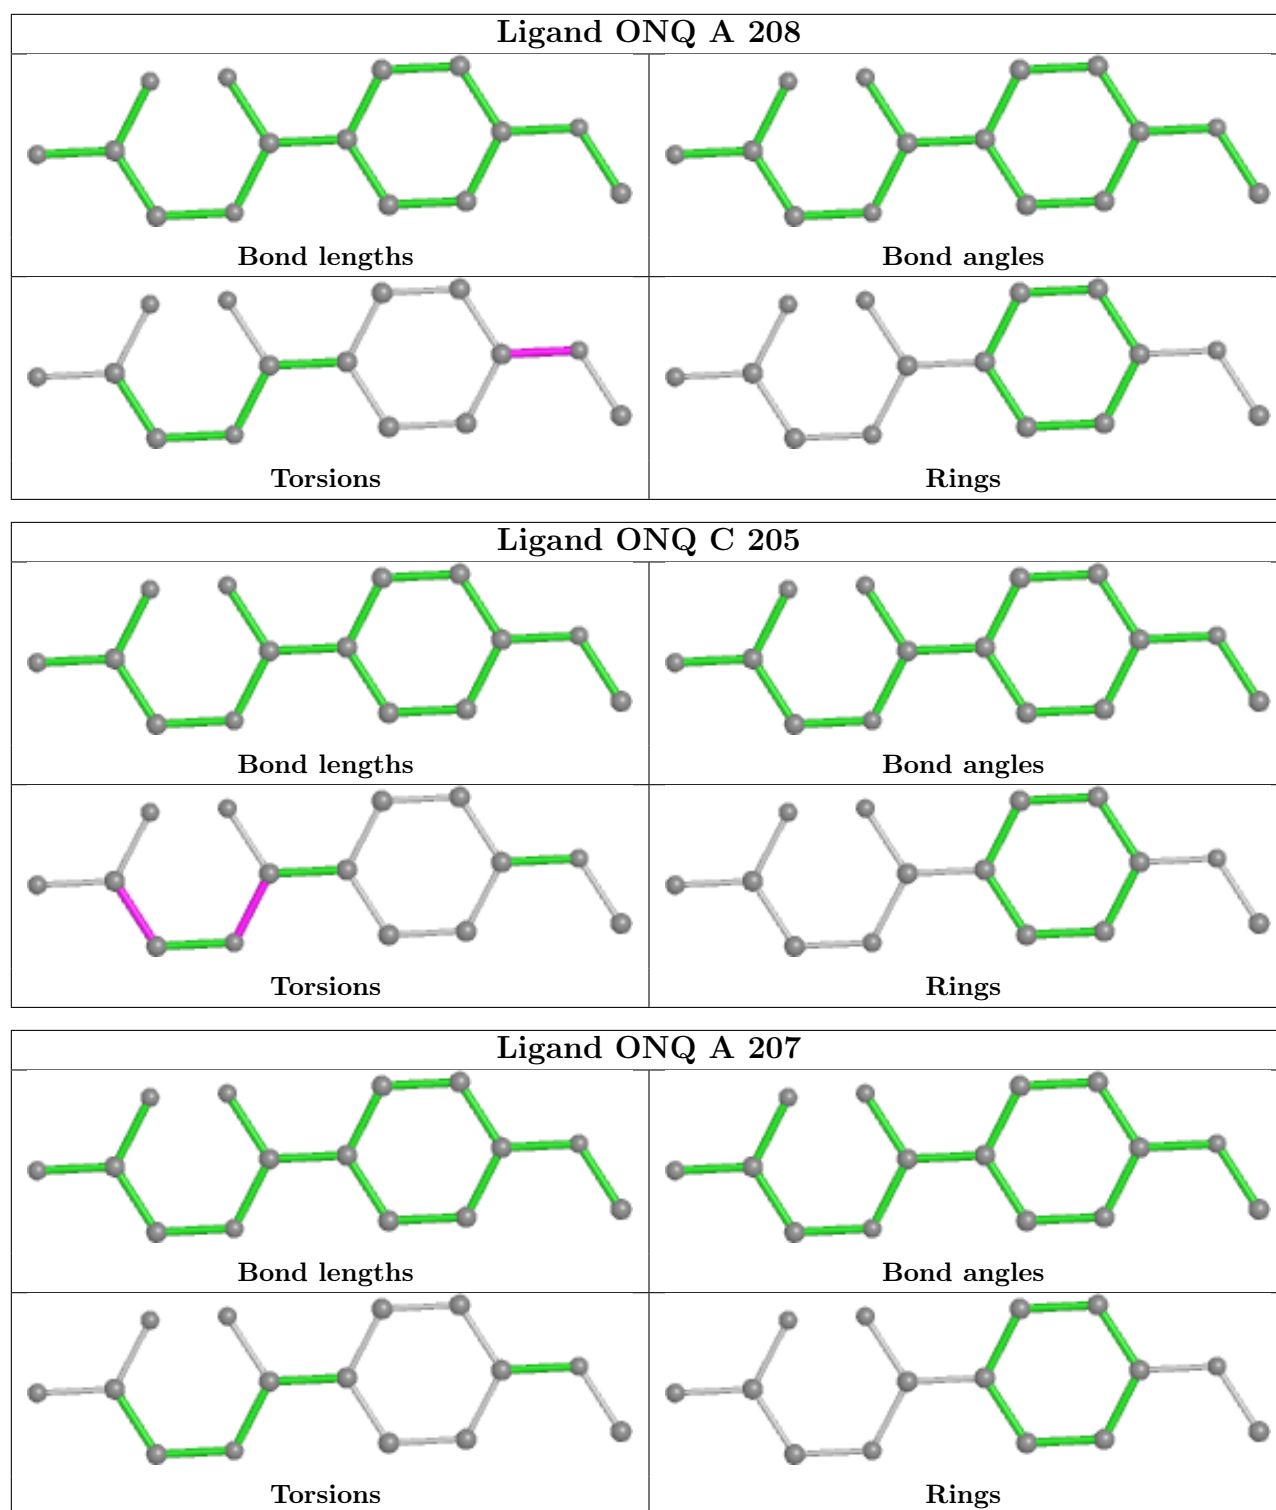 Ligand ONQ A 208
Bond lengths
Bond angles
Torsions
Rings
Ligand ONQ C 205
Bond lengths
Bond angles
Torsions
Rings
Ligand ONQ A 207
Bond lengths
Bond angles
Torsions
Rings